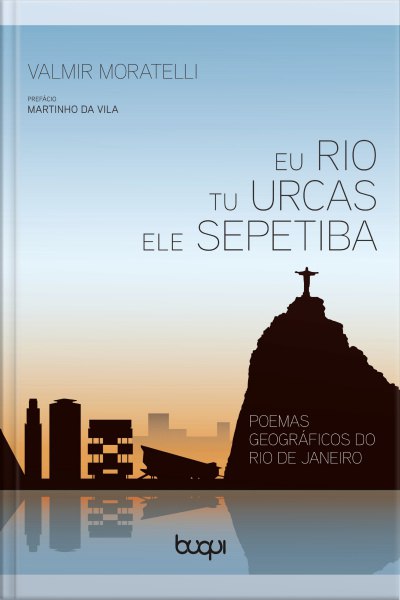 VALMIR MORATELLI
PREFÁCIO
MARTINHO DA VILA
EU RIO
TU URCAS
ELE SEPETIBA
POEMAS
GEOGRÁFICOS DO
RIO DE JANEIRO
buqui